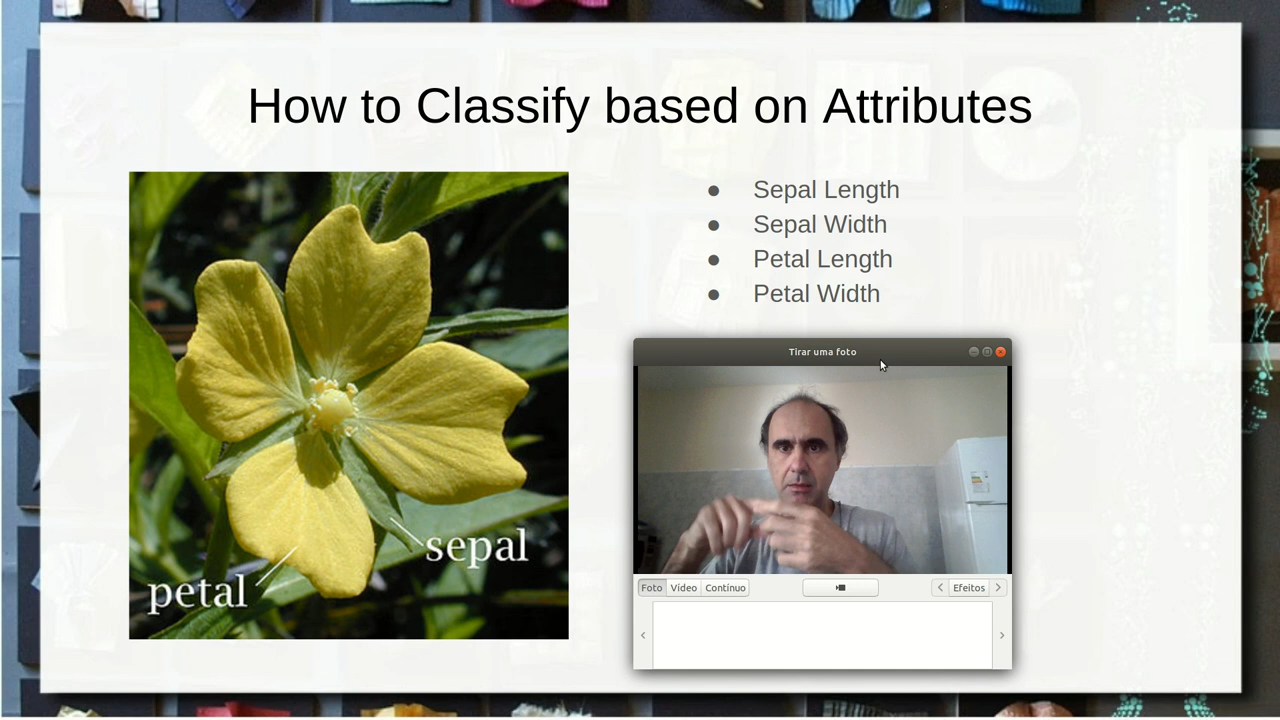 How to Classify based on Attributes
● Sepal Length
● Sepal Width
● Petal Length
● Petal Width
sepal
petal
Tirar uma foto
Foto Vídeo Contínuo Efeitos